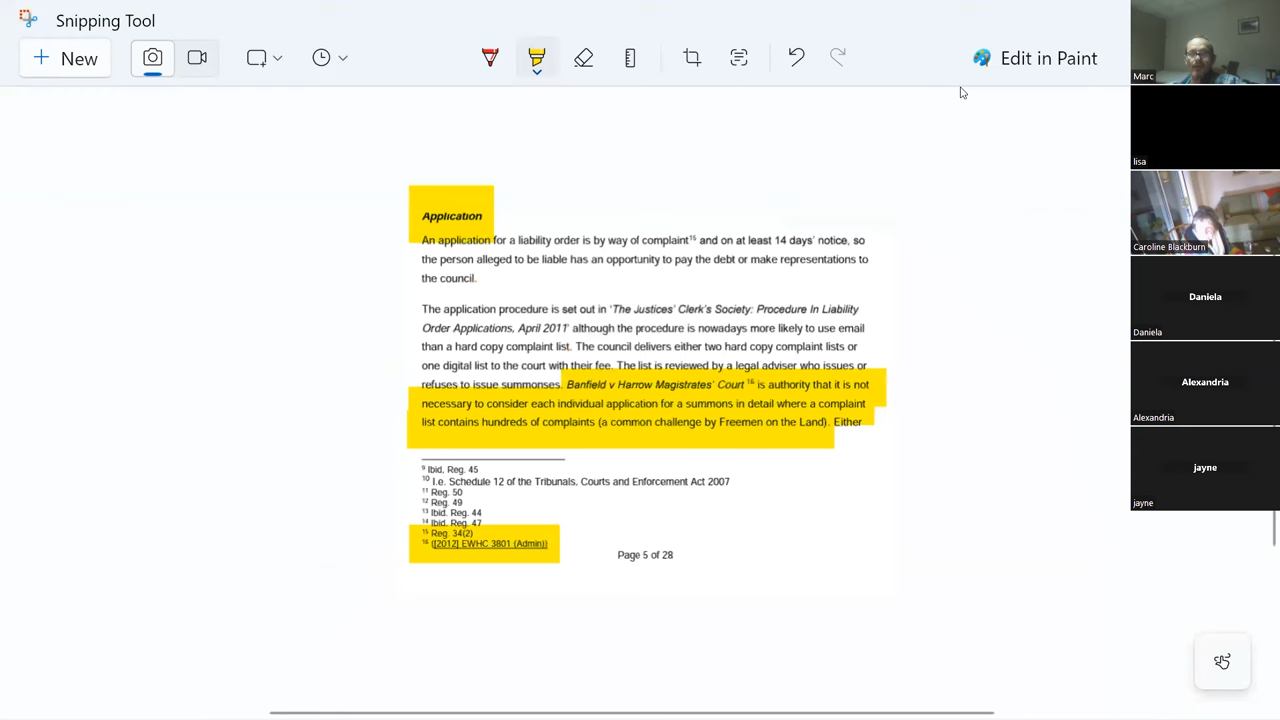 Snipping Tool
New
Edit in Paint
Marc
lisa
Caroline Blackburn
Daniela
Daniela
Alexandria
Alexandria
jayne
jayne
Application
An application for a liability order is by way of complaint15 and on at least 14 days' notice, so
the person alleged to be liable has an opportunity to pay the debt or make representations to
the council.
The application procedure is set out in 'The Justices' Clerk's Society: Procedure In Liability
Order Applications, April 2011' although the procedure is nowadays more likely to use email
than a hard copy complaint list. The council delivers either two hard copy complaint lists or
one digital list to the court with their fee. The list is reviewed by a legal adviser who issues or
refuses to issue summonses. Banfield v Harrow Magistrates' Court 16 is authority that it is not
necessary to consider each individual application for a summons in detail where a complaint
list contains hundreds of complaints (a common challenge by Freemen on the Land). Either
9 Ibid, Reg. 45
10 I.e. Schedule 12 of the Tribunals, Courts and Enforcement Act 2007
11 Reg. 50
12 Reg. 49
13 Ibid. Reg. 44
14 Ibid. Reg. 47
15 Reg. 34(2)
16 ([2012] EWHC 3801 (Admin))
Page 5 of 28